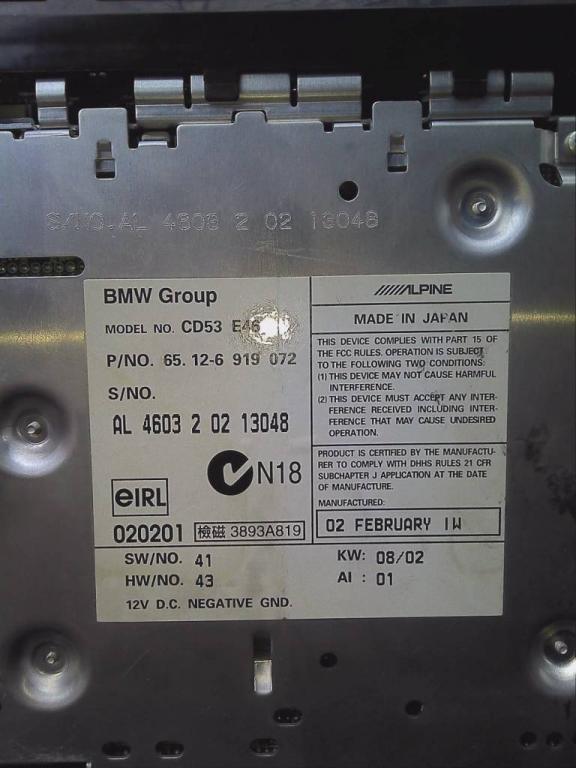 S/NO. AL 4603 2 02 13048
BMW Group
MODEL NO. CD53 E46
P/NO. 65. 12-6 919 072
S/NO.
AL 4603 2 02 13048
N18
eIRL
020201 檢磁 3893A819
ALPINE
MADE IN JAPAN
THIS DEVICE COMPLIES WITH PART 15 OF
THE FCC RULES. OPERATION IS SUBJECT
TO THE FOLLOWING TWO CONDITIONS:
(1) THIS DEVICE MAY NOT CAUSE HARMFUL
INTERFERENCE.
(2) THIS DEVICE MUST ACCEPT ANY INTER-
FERENCE RECEIVED INCLUDING INTER-
FERENCE THAT MAY CAUSE UNDESIRED
OPERATION.
PRODUCT IS CERTIFIED BY THE MANUFACTU-
RER TO COMPLY WITH DHHS RULES 21 CFR
SUBCHAPTER J APPLICATION AT THE DATE
OF MANUFACTURE.
MANUFACTURED:
02 FEBRUARY 1W
SW/NO. 41
HW/NO. 43
12V D.C. NEGATIVE GND.
KW: 08/02
AI : 01